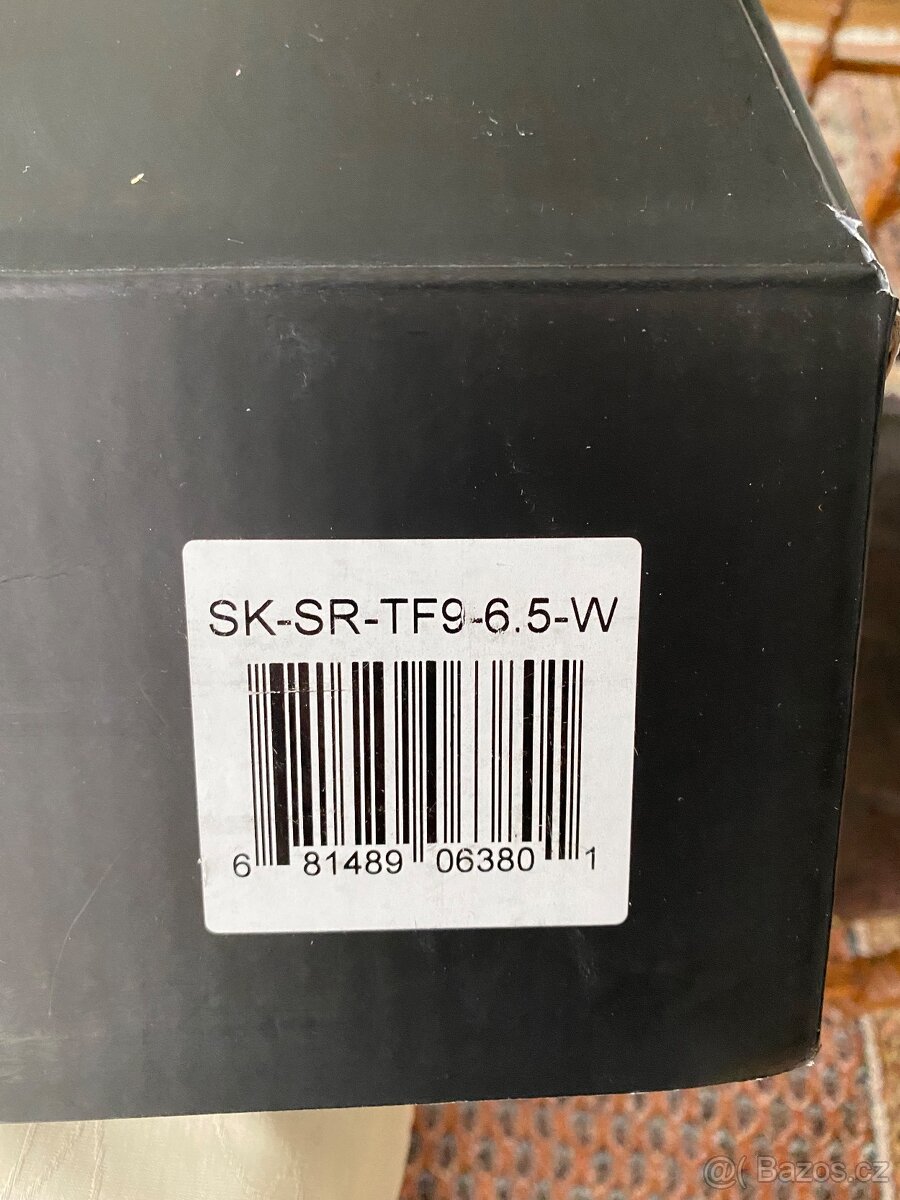 SK-SR-TF9-6.5-W
6 81489 06380 1
@( Bazos.cz